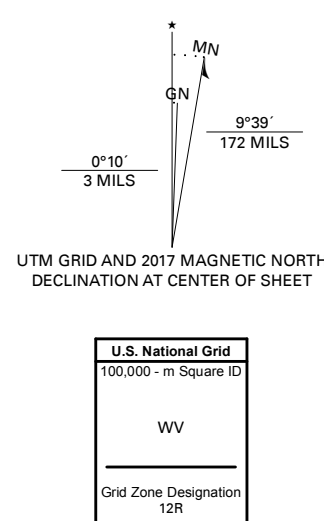 ★
MN
GN
9°39´
172 MILS
0°10´
3 MILS
UTM GRID AND 2017 MAGNETIC NORTH
DECLINATION AT CENTER OF SHEET
U.S. National Grid
100,000 - m Square ID
WV
Grid Zone Designation
12R